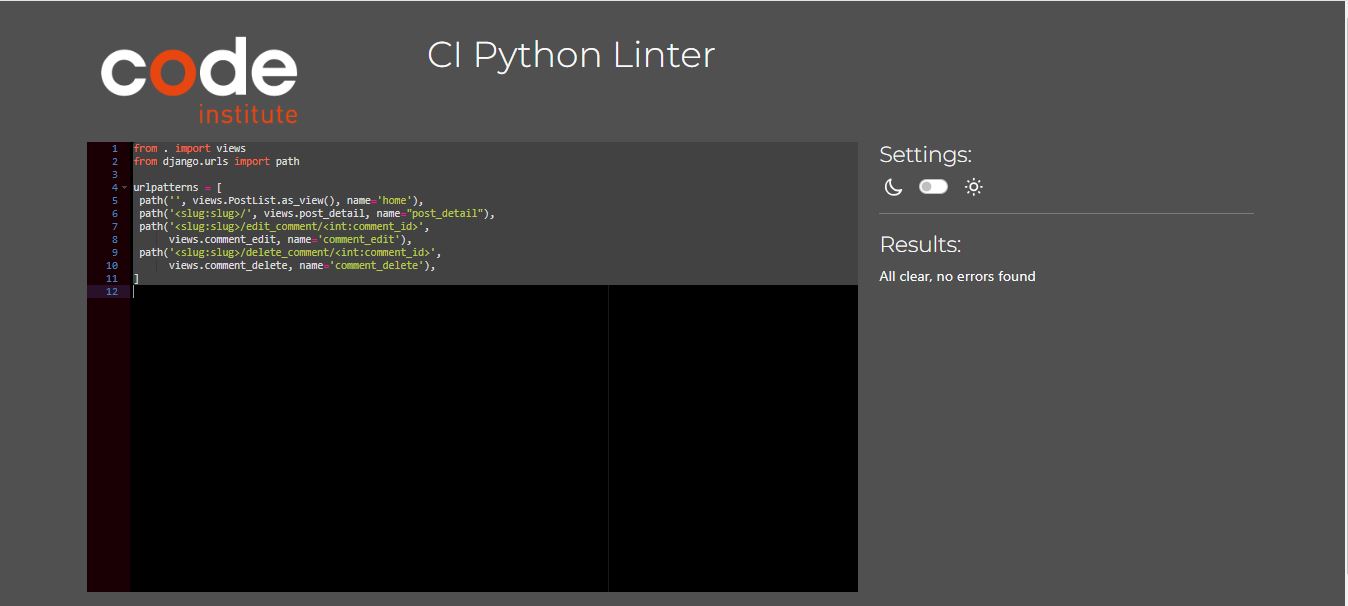 code
institute
CI Python Linter
1 from . import views
2 from django.urls import path
3
4 urlpatterns = [
5  path('', views.PostList.as_view(), name='home'),
6  path('<slug:slug>/', views.post_detail, name="post_detail"),
7  path('<slug:slug>/edit_comment/<int:comment_id>',
8       views.comment_edit, name='comment_edit'),
9  path('<slug:slug>/delete_comment/<int:comment_id>',
10       views.comment_delete, name='comment_delete'),
11 ]
12
Settings:
Results:
All clear, no errors found